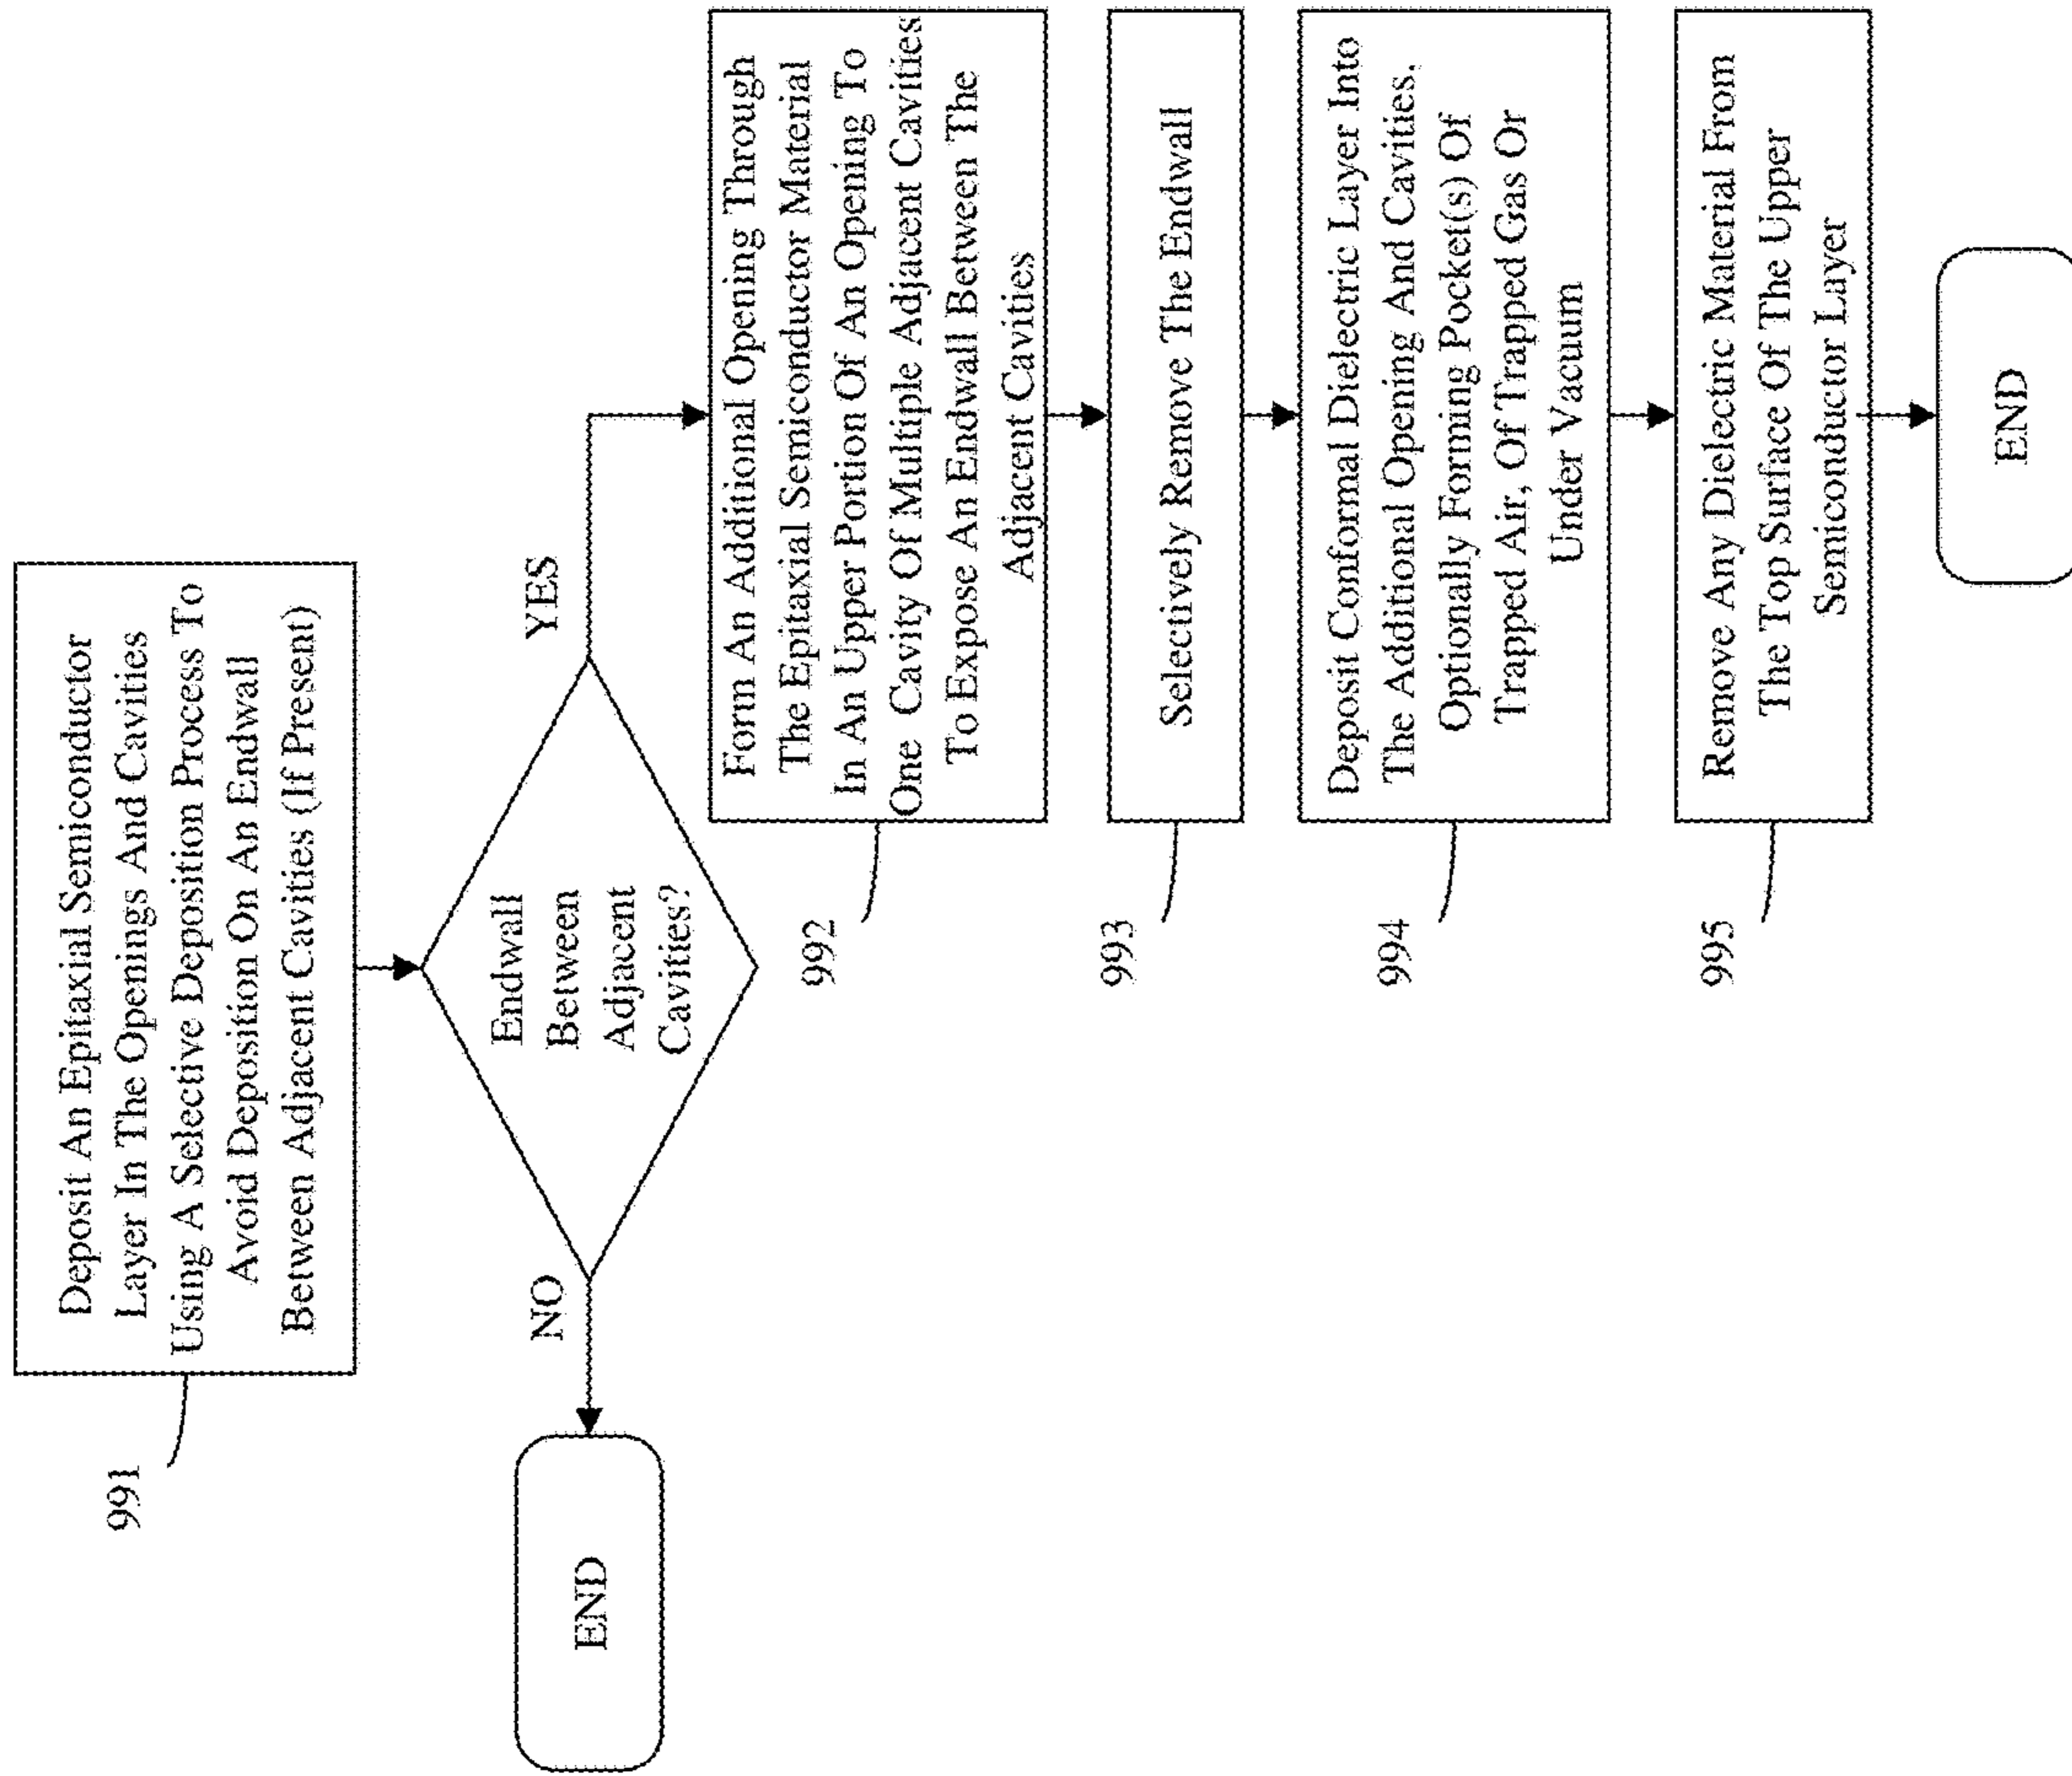 991
Deposit An Epitaxial Semiconductor
Layer In The Openings And Cavities
Using A Selective Deposition Process To
Avoid Deposition On An Endwall
Between Adjacent Cavities (If Present)
Endwall
Between
Adjacent
Cavities?
NO
END
YES
992
Form An Additional Opening Through
The Epitaxial Semiconductor Material
In An Upper Portion Of An Opening To
One Cavity Of Multiple Adjacent Cavities
To Expose An Endwall Between The
Adjacent Cavities
993
Selectively Remove The Endwall
994
Deposit Conformal Dielectric Layer Into
The Additional Opening And Cavities,
Optionally Forming Pocket(s) Of
Trapped Air, Of Trapped Gas Or
Under Vacuum
995
Remove Any Dielectric Material From
The Top Surface Of The Upper
Semiconductor Layer
END